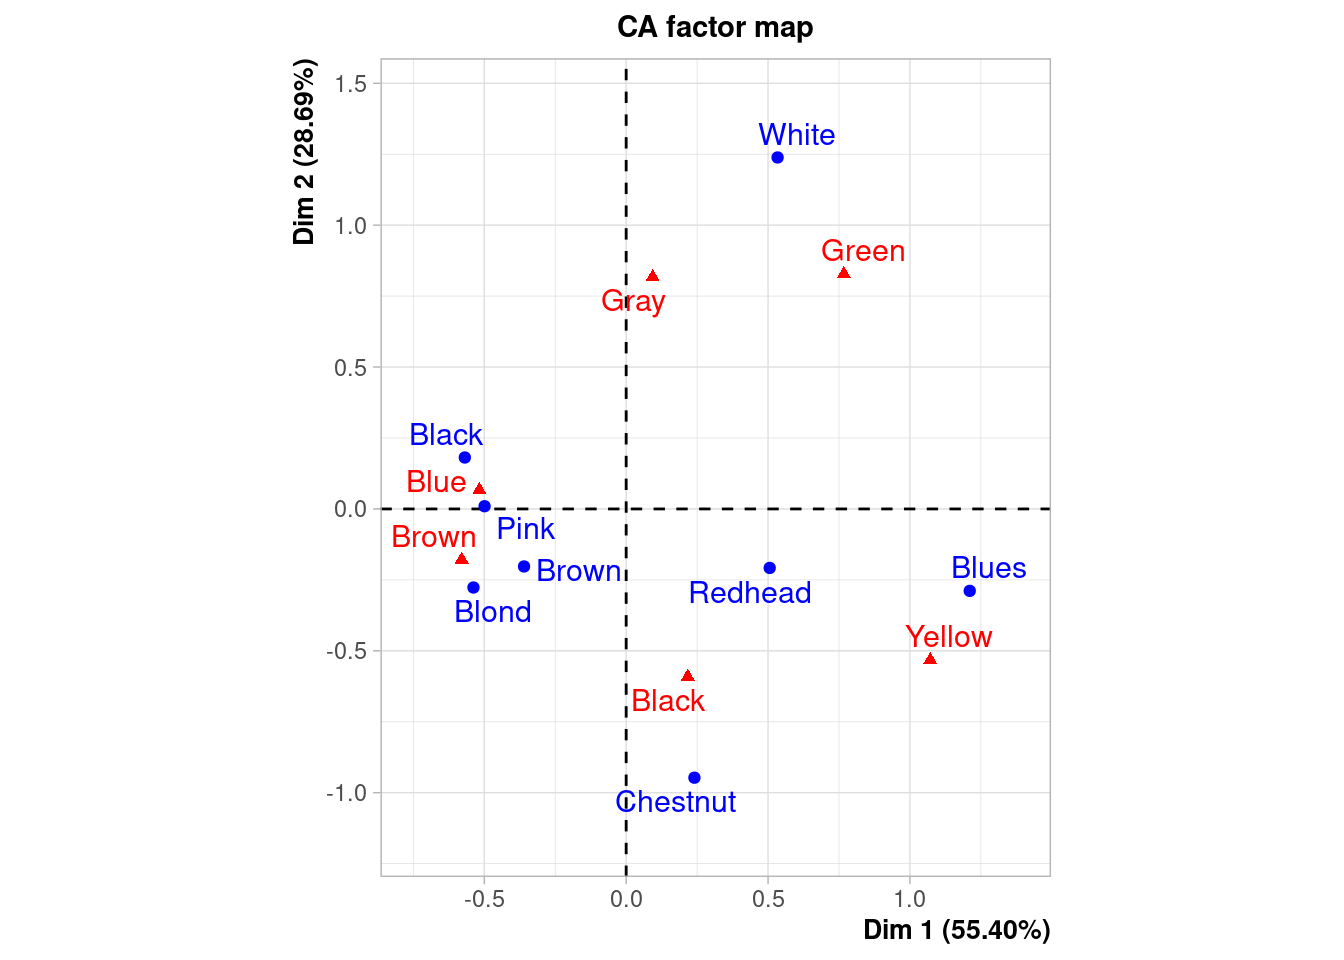 CA factor map
Dim 2 (28.69%)
1.5
1.0
0.5
0.0
-0.5
-1.0
White
Green
Gray
Black
Blue
Pink
Brown
Brown
Blond
Redhead
Blues
Yellow
Black
Chestnut
-0.5
0.0
0.5
1.0
Dim 1 (55.40%)